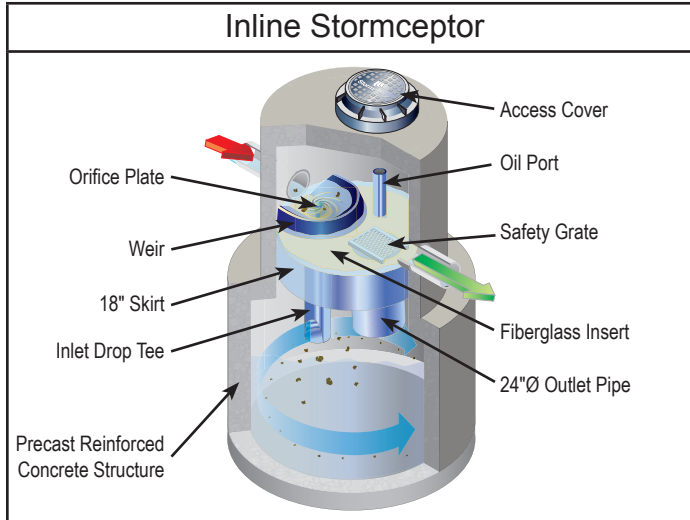 Inline Stormceptor
Access Cover
Oil Port
Orifice Plate
Safety Grate
Weir
18" Skirt
Fiberglass Insert
Inlet Drop Tee
24"Ø Outlet Pipe
Precast Reinforced
Concrete Structure